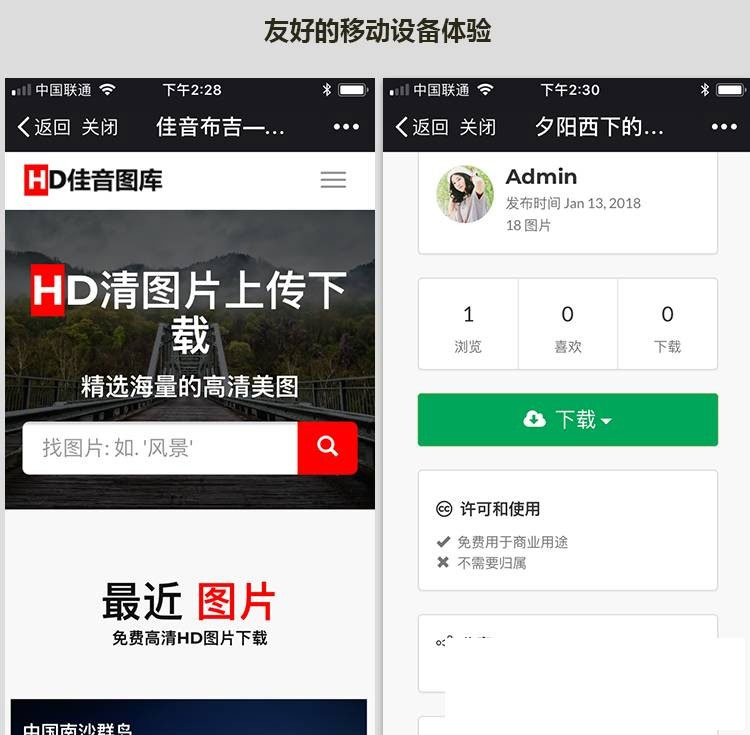 友好的移动设备体验
中国联通 下午2:28
返回 关闭 佳音布吉一...
HD佳音图库
HD清图片上传下
载
精选海量的高清美图
找图片: 如. '风景'
最近 图片
免费高清HD图片下载
中国南沙群岛
中国联通 下午2:30
返回 关闭 夕阳西下的...
Admin
发布时间 Jan 13, 2018
18 图片
1 0 0
浏览 喜欢 下载
下载
cc 许可和使用
免费用于商业用途
不需要归属